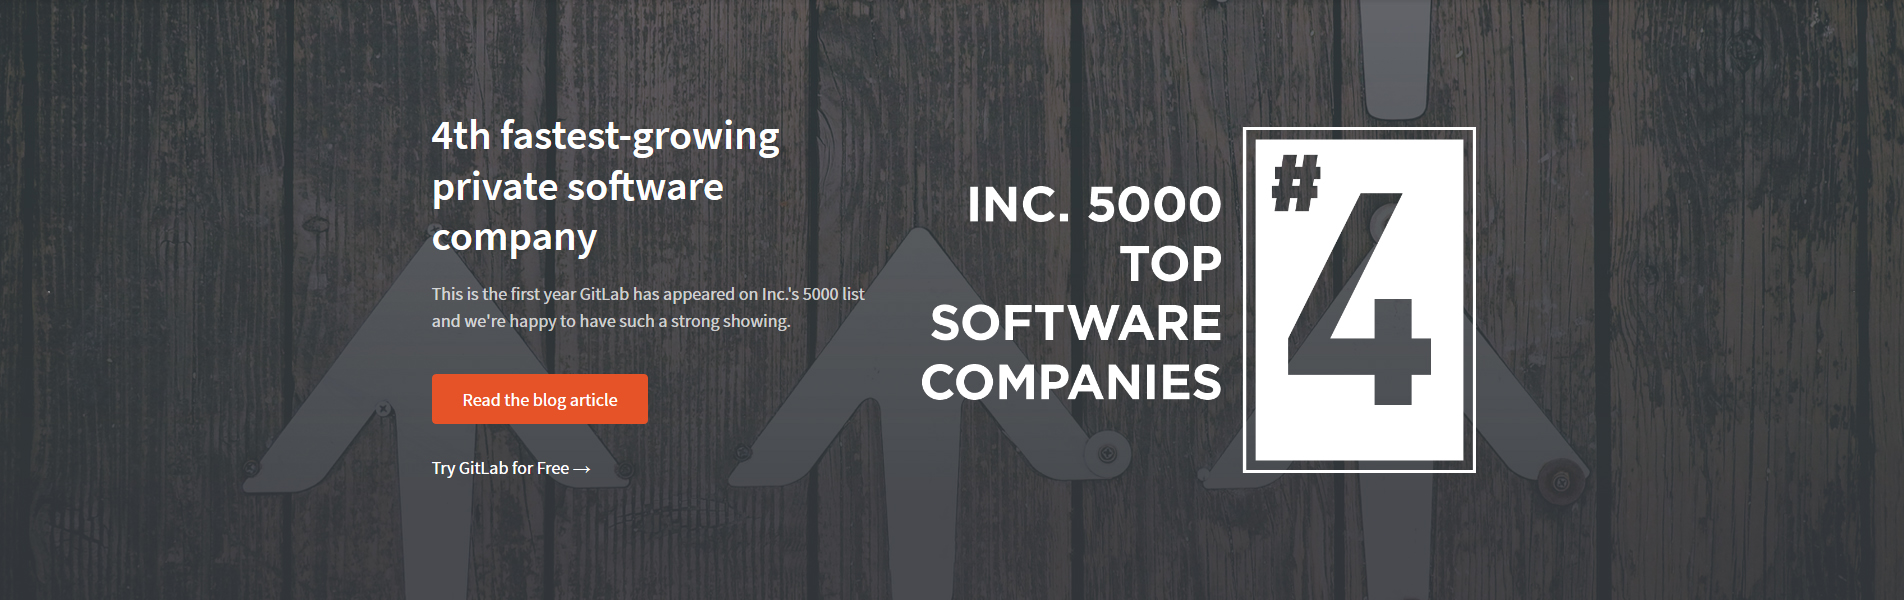 4th fastest-growing
private software
company
This is the first year GitLab has appeared on Inc.'s 5000 list
and we're happy to have such a strong showing.
Read the blog article
Try GitLab for Free →
INC. 5000
TOP
SOFTWARE
COMPANIES
#4